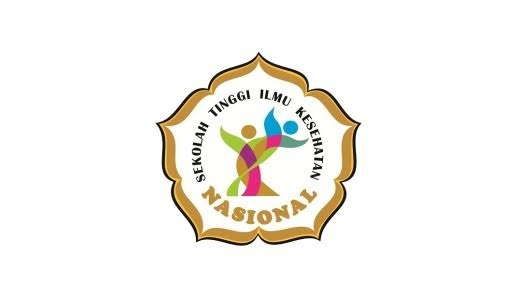 SEKOLAH TINGGI ILMU KESEHATAN
NASIONAL